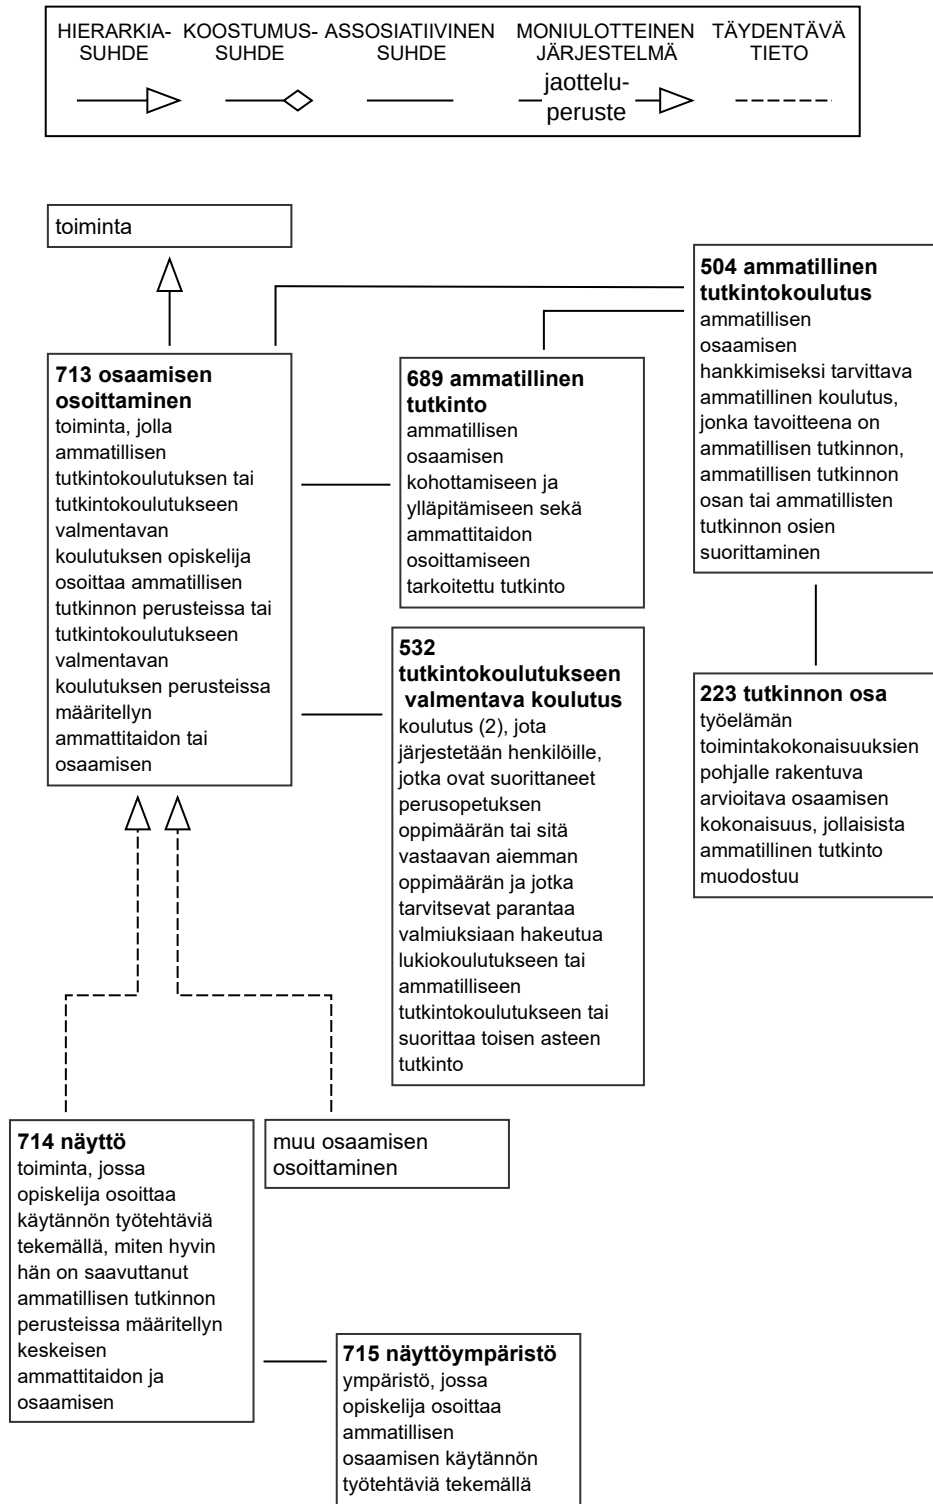 HIERARKIA-
SUHDE
KOOSTUMUS-
SUHDE
ASSOSIATIIVINEN
SUHDE
MONIULOTTEINEN
JÄRJESTELMÄ
TÄYDENTÄVÄ
TIETO
jaottelu-
peruste
toiminta
504 ammatillinen
tutkintokoulutus
ammatillisen
osaamisen
hankkimiseksi tarvittava
ammatillinen koulutus,
jonka tavoitteena on
ammatillisen tutkinnon,
ammatillisen tutkinnon
osan tai ammatillisten
tutkinnon osien
suorittaminen
713 osaamisen
osoittaminen
toiminta, jolla
ammatillisen
tutkintokoulutuksen tai
tutkintokoulutukseen
valmentavan
koulutuksen opiskelija
osoittaa ammatillisen
tutkinnon perusteissa tai
tutkintokoulutukseen
valmentavan
koulutuksen perusteissa
määritellyn
ammattitaidon tai
osaamisen
689 ammatillinen
tutkinto
ammatillisen
osaamisen
kohottamiseen ja
ylläpitämiseen sekä
ammattitaidon
osoittamiseen
tarkoitettu tutkinto
532
tutkintokoulutukseen
valmentava koulutus
koulutus (2), jota
järjestetään henkilöille,
jotka ovat suorittaneet
perusopetuksen
oppimäärän tai sitä
vastaavan aiemman
oppimäärän ja jotka
tarvitsevat parantaa
valmiuksiaan hakeutua
lukiokoulutukseen tai
ammatilliseen
tutkintokoulutukseen tai
suorittaa toisen asteen
tutkinto
223 tutkinnon osa
työelämän
toimintakokonaisuuksien
pohjalle rakentuva
arvioitava osaamisen
kokonaisuus, jollaisista
ammatillinen tutkinto
muodostuu
714 näyttö
toiminta, jossa
opiskelija osoittaa
käytännön työtehtäviä
tekemällä, miten hyvin
hän on saavuttanut
ammatillisen tutkinnon
perusteissa määritellyn
keskeisen
ammattitaidon ja
osaamisen
muu osaamisen
osoittaminen
715 näyttöympäristö
ympäristö, jossa
opiskelija osoittaa
ammatillisen
osaamisen käytännön
työtehtäviä tekemällä